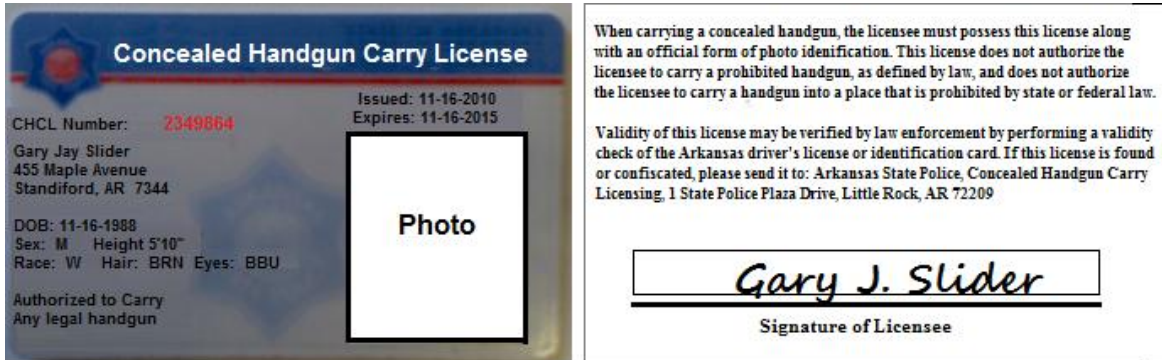 Concealed Handgun Carry License
Issued: 11-16-2010
Expires: 11-16-2015
CHCL Number: 2349864
Gary Jay Slider
455 Maple Avenue
Standiford, AR 7344
DOB: 11-16-1988
Sex: M Height 5'10"
Race: W Hair: BRN Eyes: BBU
Authorized to Carry
Any legal handgun
Photo
When carrying a concealed handgun, the licensee must possess this license along
with an official form of photo idenification. This license does not authorize the
licensee to carry a prohibited handgun, as defined by law, and does not authorize
the licensee to carry a handgun into a place that is prohibited by state or federal law.
Validity of this license may be verified by law enforcement by performing a validity
check of the Arkansas driver's license or identification card. If this license is found
or confiscated, please send it to: Arkansas State Police, Concealed Handgun Carry
Licensing, 1 State Police Plaza Drive, Little Rock, AR 72209
Gary J. Slider
Signature of Licensee